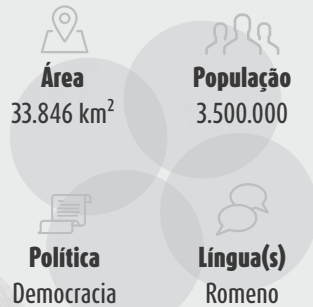 Área
33.846 km²
População
3.500.000
Política
Democracia
Língua(s)
Romeno